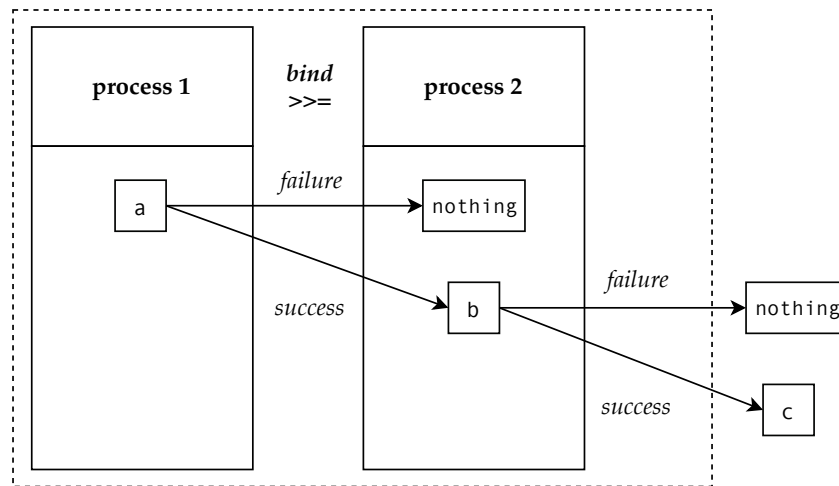 process 1
bind
>>=
process 2
failure
a
nothing
failure
success
b
nothing
success
c